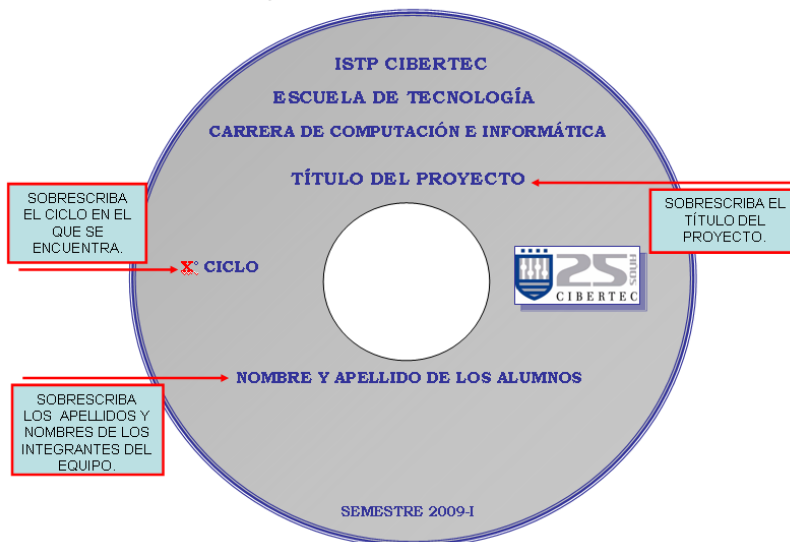 ISTP CIBERTEC
ESCUELA DE TECNOLOGÍA
CARRERA DE COMPUTACIÓN E INFORMÁTICA
TÍTULO DEL PROYECTO
SOBRESCRIBA
EL CICLO EN EL
QUE SE
ENCUENTRA.
SOBRESCRIBA EL
TÍTULO DEL
PROYECTO.
X° CICLO
25
AÑOS
CIBERTEC
NOMBRE Y APELLIDO DE LOS ALUMNOS
SOBRESCRIBA
LOS APELLIDOS Y
NOMBRES DE LOS
INTEGRANTES DEL
EQUIPO.
SEMESTRE 2009-I